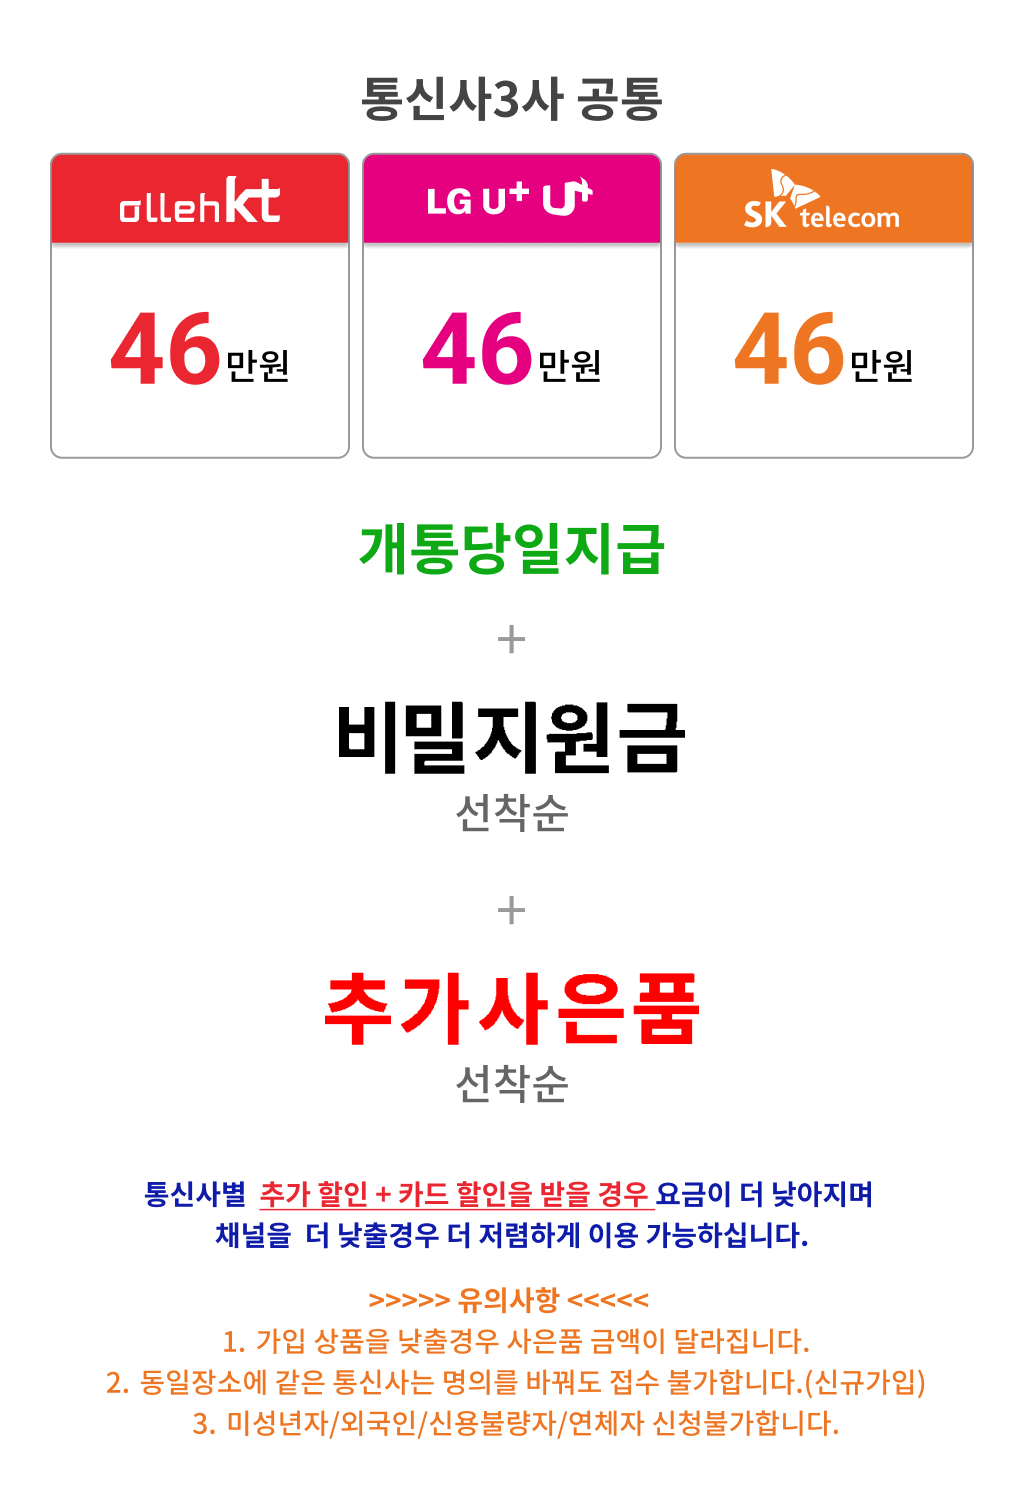 통신사3사 공통
ollehkt
LG U+ U+
SK telecom
46만원
46만원
46만원
개통당일지급
+
비밀지원금
선착순
+
추가사은품
선착순
통신사별 추가 할인 + 카드 할인을 받을 경우 요금이 더 낮아지며
채널을 더 낮출경우 더 저렴하게 이용 가능하십니다.
>>>>> 유의사항 <<<<<
1. 가입 상품을 낮출경우 사은품 금액이 달라집니다.
2. 동일장소에 같은 통신사는 명의를 바꿔도 접수 불가합니다.(신규가입)
3. 미성년자/외국인/신용불량자/연체자 신청불가합니다.